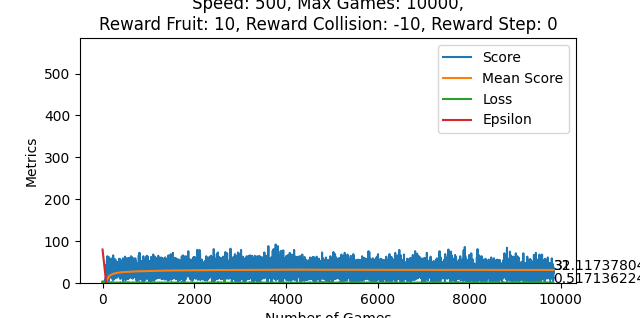 Speed: 500, Max Games: 10000,
Reward Fruit: 10, Reward Collision: -10, Reward Step: 0
Score
Mean Score
Loss
Epsilon
500
400
300
200
100
0
Metrics
0.517136224
0
2000
4000
6000
8000
10000
Number of Games